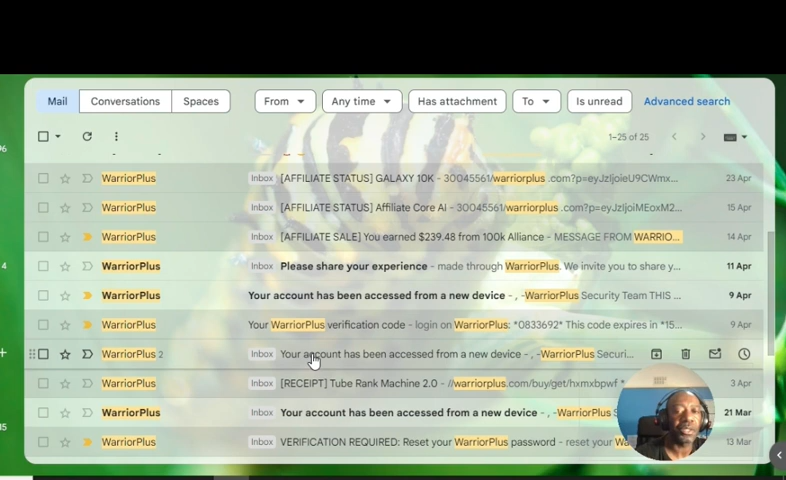 Mail Conversations Spaces From Any time Has attachment To Is unread Advanced search
1-25 of 25
WarriorPlus Inbox [AFFILIATE STATUS] GALAXY 10K - 30045561/warriorplus .com?p=eyJzIjoieU9CWmx... 23 Apr
WarriorPlus Inbox [AFFILIATE STATUS] Affiliate Core Ai - 30045561/warriorplus .com?p=eyJzIjoiMEoxM2... 15 Apr
WarriorPlus Inbox [AFFILIATE SALE] You earned $239.48 from 100k Alliance - MESSAGE FROM WARRIO... 14 Apr
WarriorPlus Inbox Please share your experience - made through WarriorPlus. We invite you to share y... 11 Apr
WarriorPlus Your account has been accessed from a new device - , -WarriorPlus Security Team THIS ... 9 Apr
WarriorPlus Your WarriorPlus verification code - login on WarriorPlus: *0833692* This code expires in *15... 9 Apr
WarriorPlus 2 Inbox Your account has been accessed from a new device - , -WarriorPlus Securi...
WarriorPlus Inbox [RECEIPT] Tube Rank Machine 2.0 - //warriorplus.com/buy/get/hxmxbpwf * 3 Apr
WarriorPlus Inbox Your account has been accessed from a new device - , -WarriorPlus 21 Mar
WarriorPlus Inbox VERIFICATION REQUIRED: Reset your WarriorPlus password - reset your Wa 13 Mar